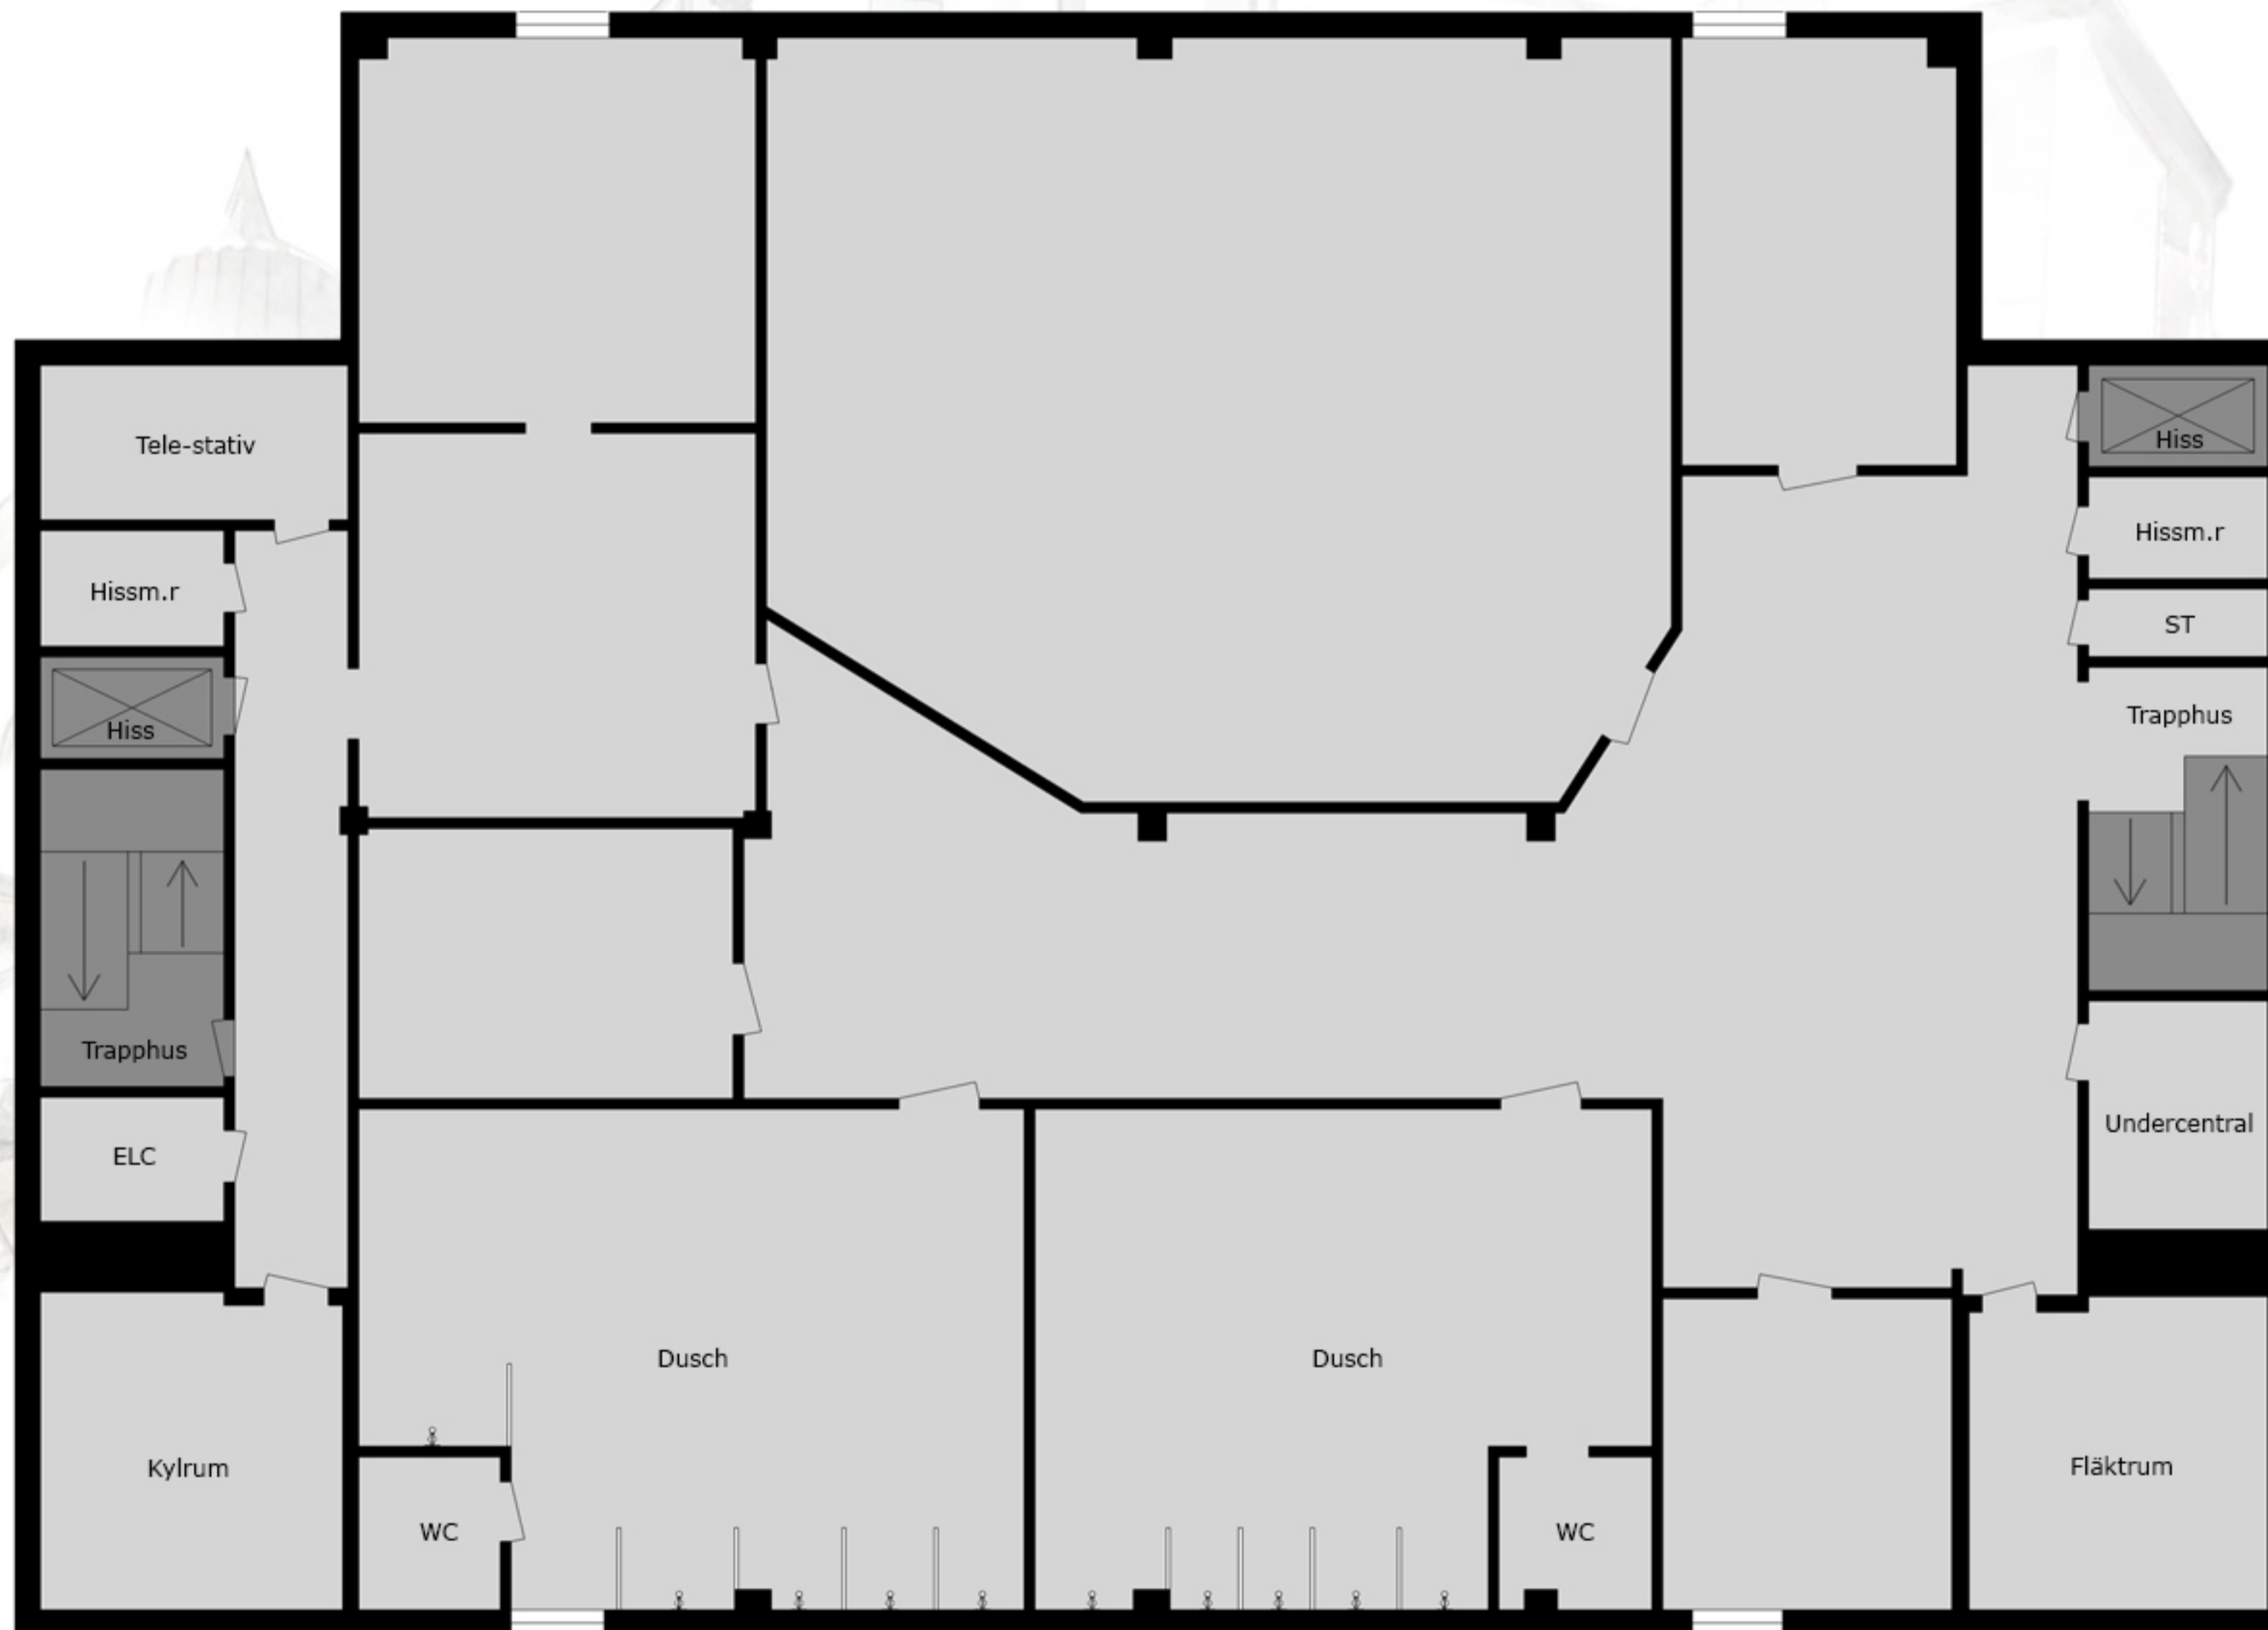 Tele-stativ
Hiss
Hissm.r
Hissm.r
ST
Hiss
Trapphus
Trapphus
ELC
Undercentral
Dusch
Dusch
Kylrum
Fläktrum
WC
WC